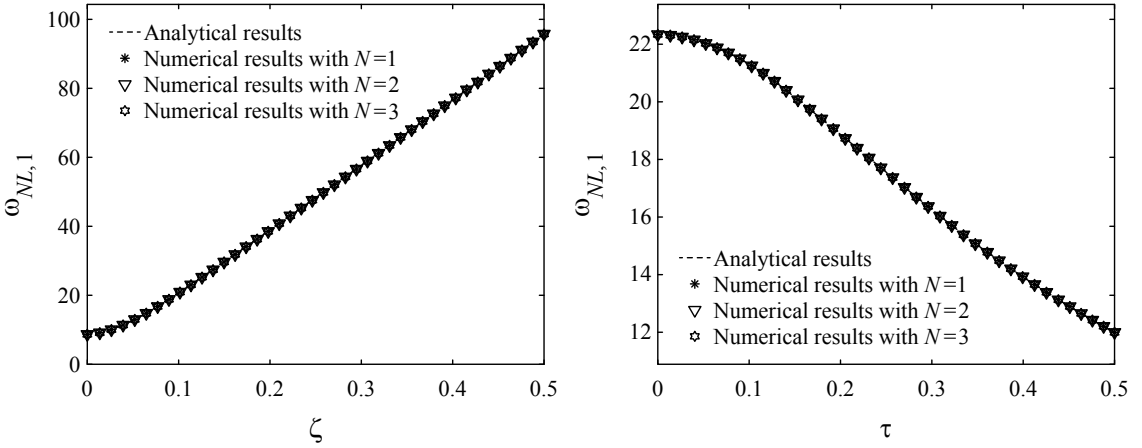 100
80
60
40
20
0
0
0.1
0.2
0.3
0.4
0.5
ω_{NL,1}
ζ
Analytical results
Numerical results with N=1
Numerical results with N=2
Numerical results with N=3
22
20
18
16
14
12
0
0.1
0.2
0.3
0.4
0.5
ω_{NL,1}
τ
Analytical results
Numerical results with N=1
Numerical results with N=2
Numerical results with N=3